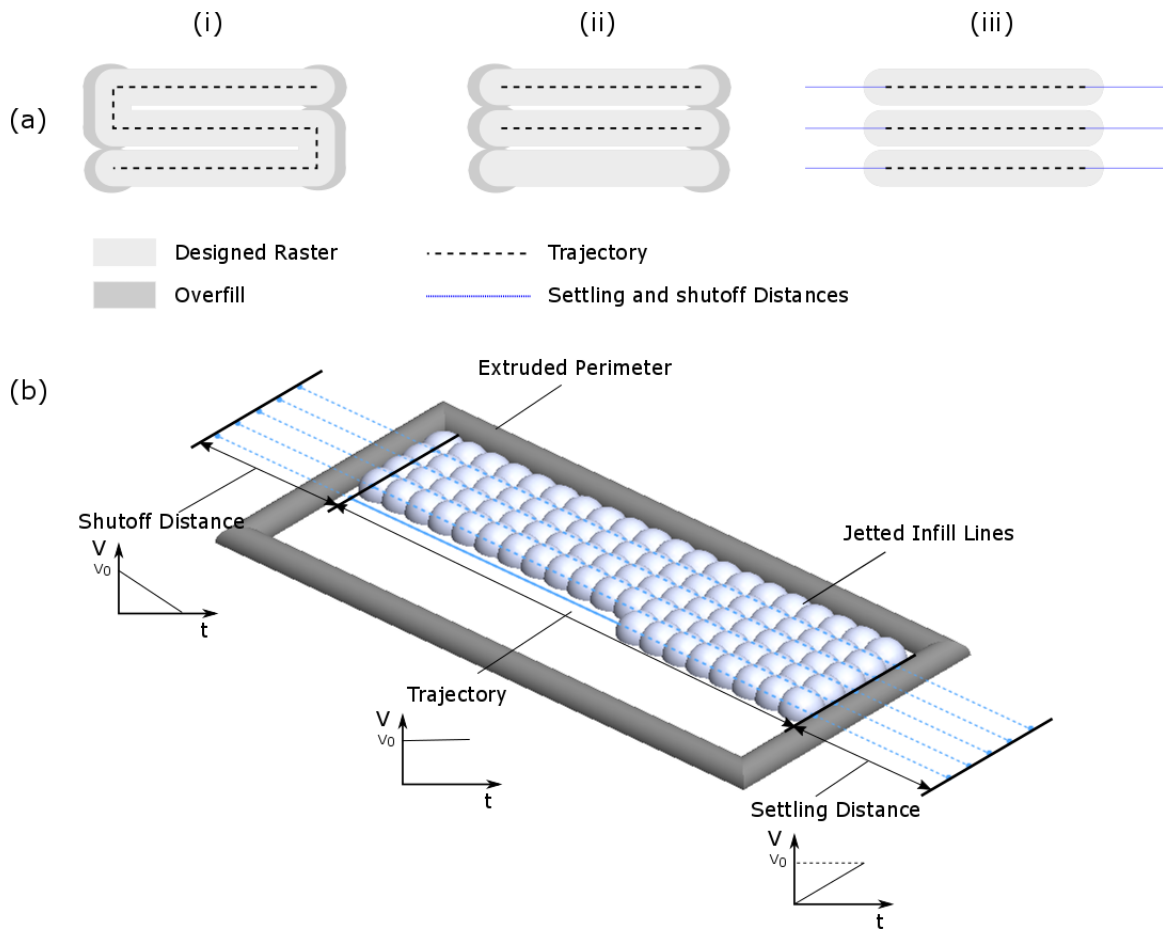 (i)
(ii)
(iii)
(a)
Designed Raster
Trajectory
Overfill
Settling and shutoff Distances
(b)
Extruded Perimeter
Shutoff Distance
V
V0
t
Jetted Infill Lines
Trajectory
V
V0
t
Settling Distance
V
V0
t